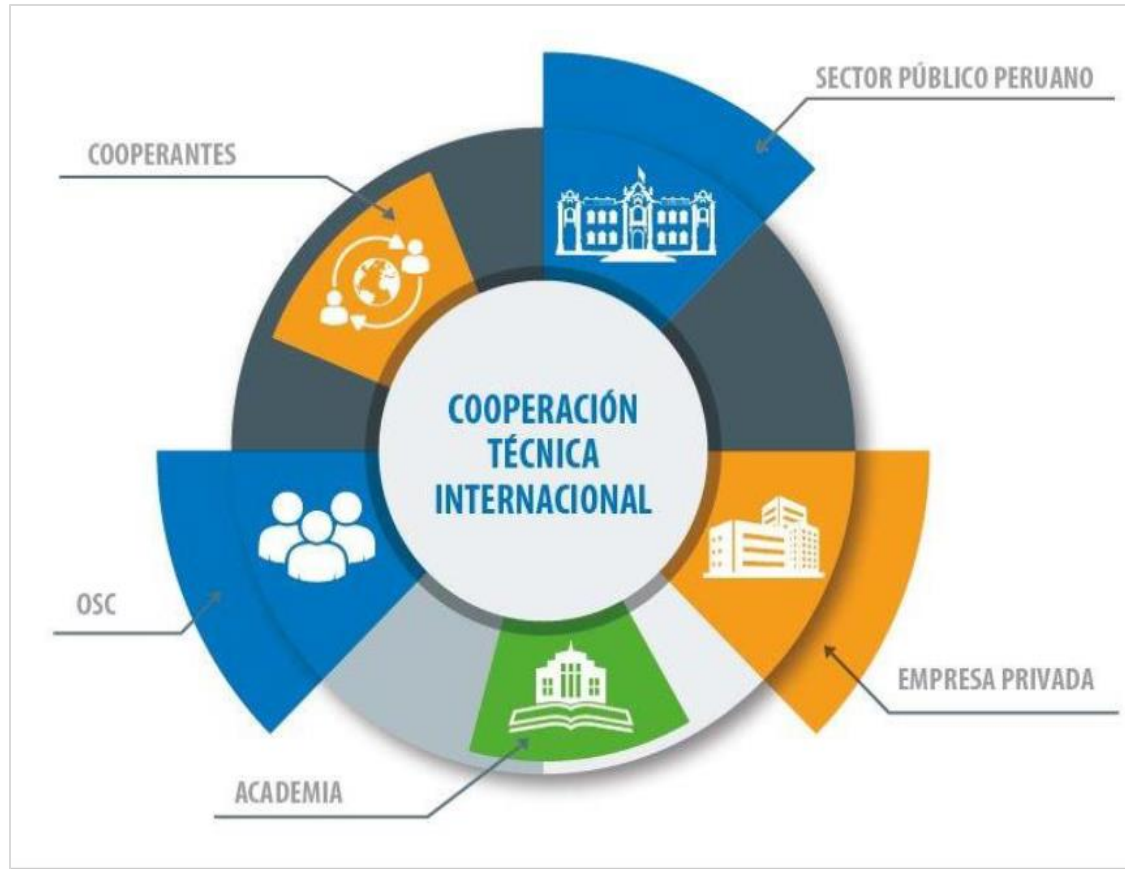 SECTOR PÚBLICO PERUANO
COOPERANTES
COOPERACIÓN
TÉCNICA
INTERNACIONAL
OSC
EMPRESA PRIVADA
ACADEMIA